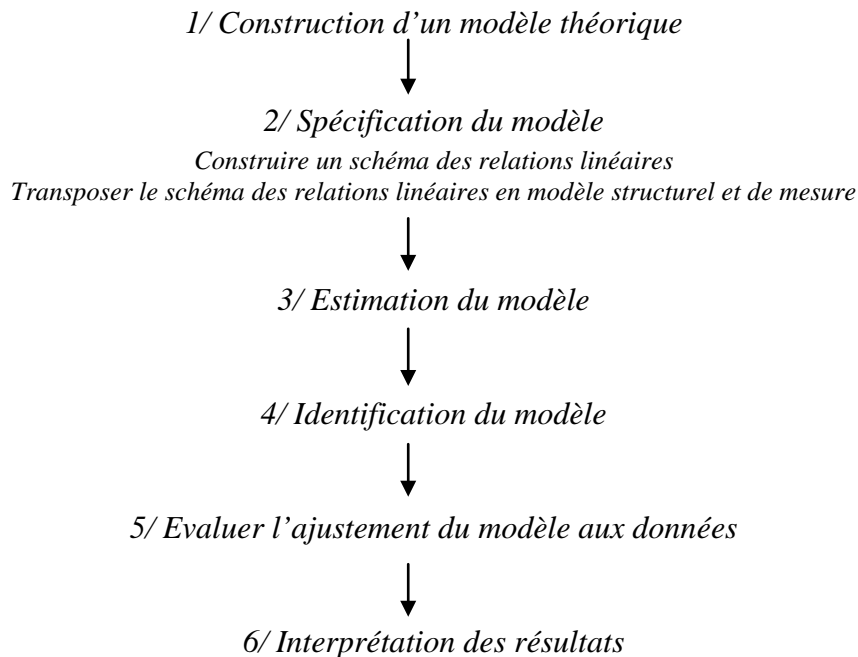 1/ Construction d’un modèle théorique
2/ Spécification du modèle
Construire un schéma des relations linéaires
Transposer le schéma des relations linéaires en modèle structurel et de mesure
3/ Estimation du modèle
4/ Identification du modèle
5/ Evaluer l’ajustement du modèle aux données
6/ Interprétation des résultats